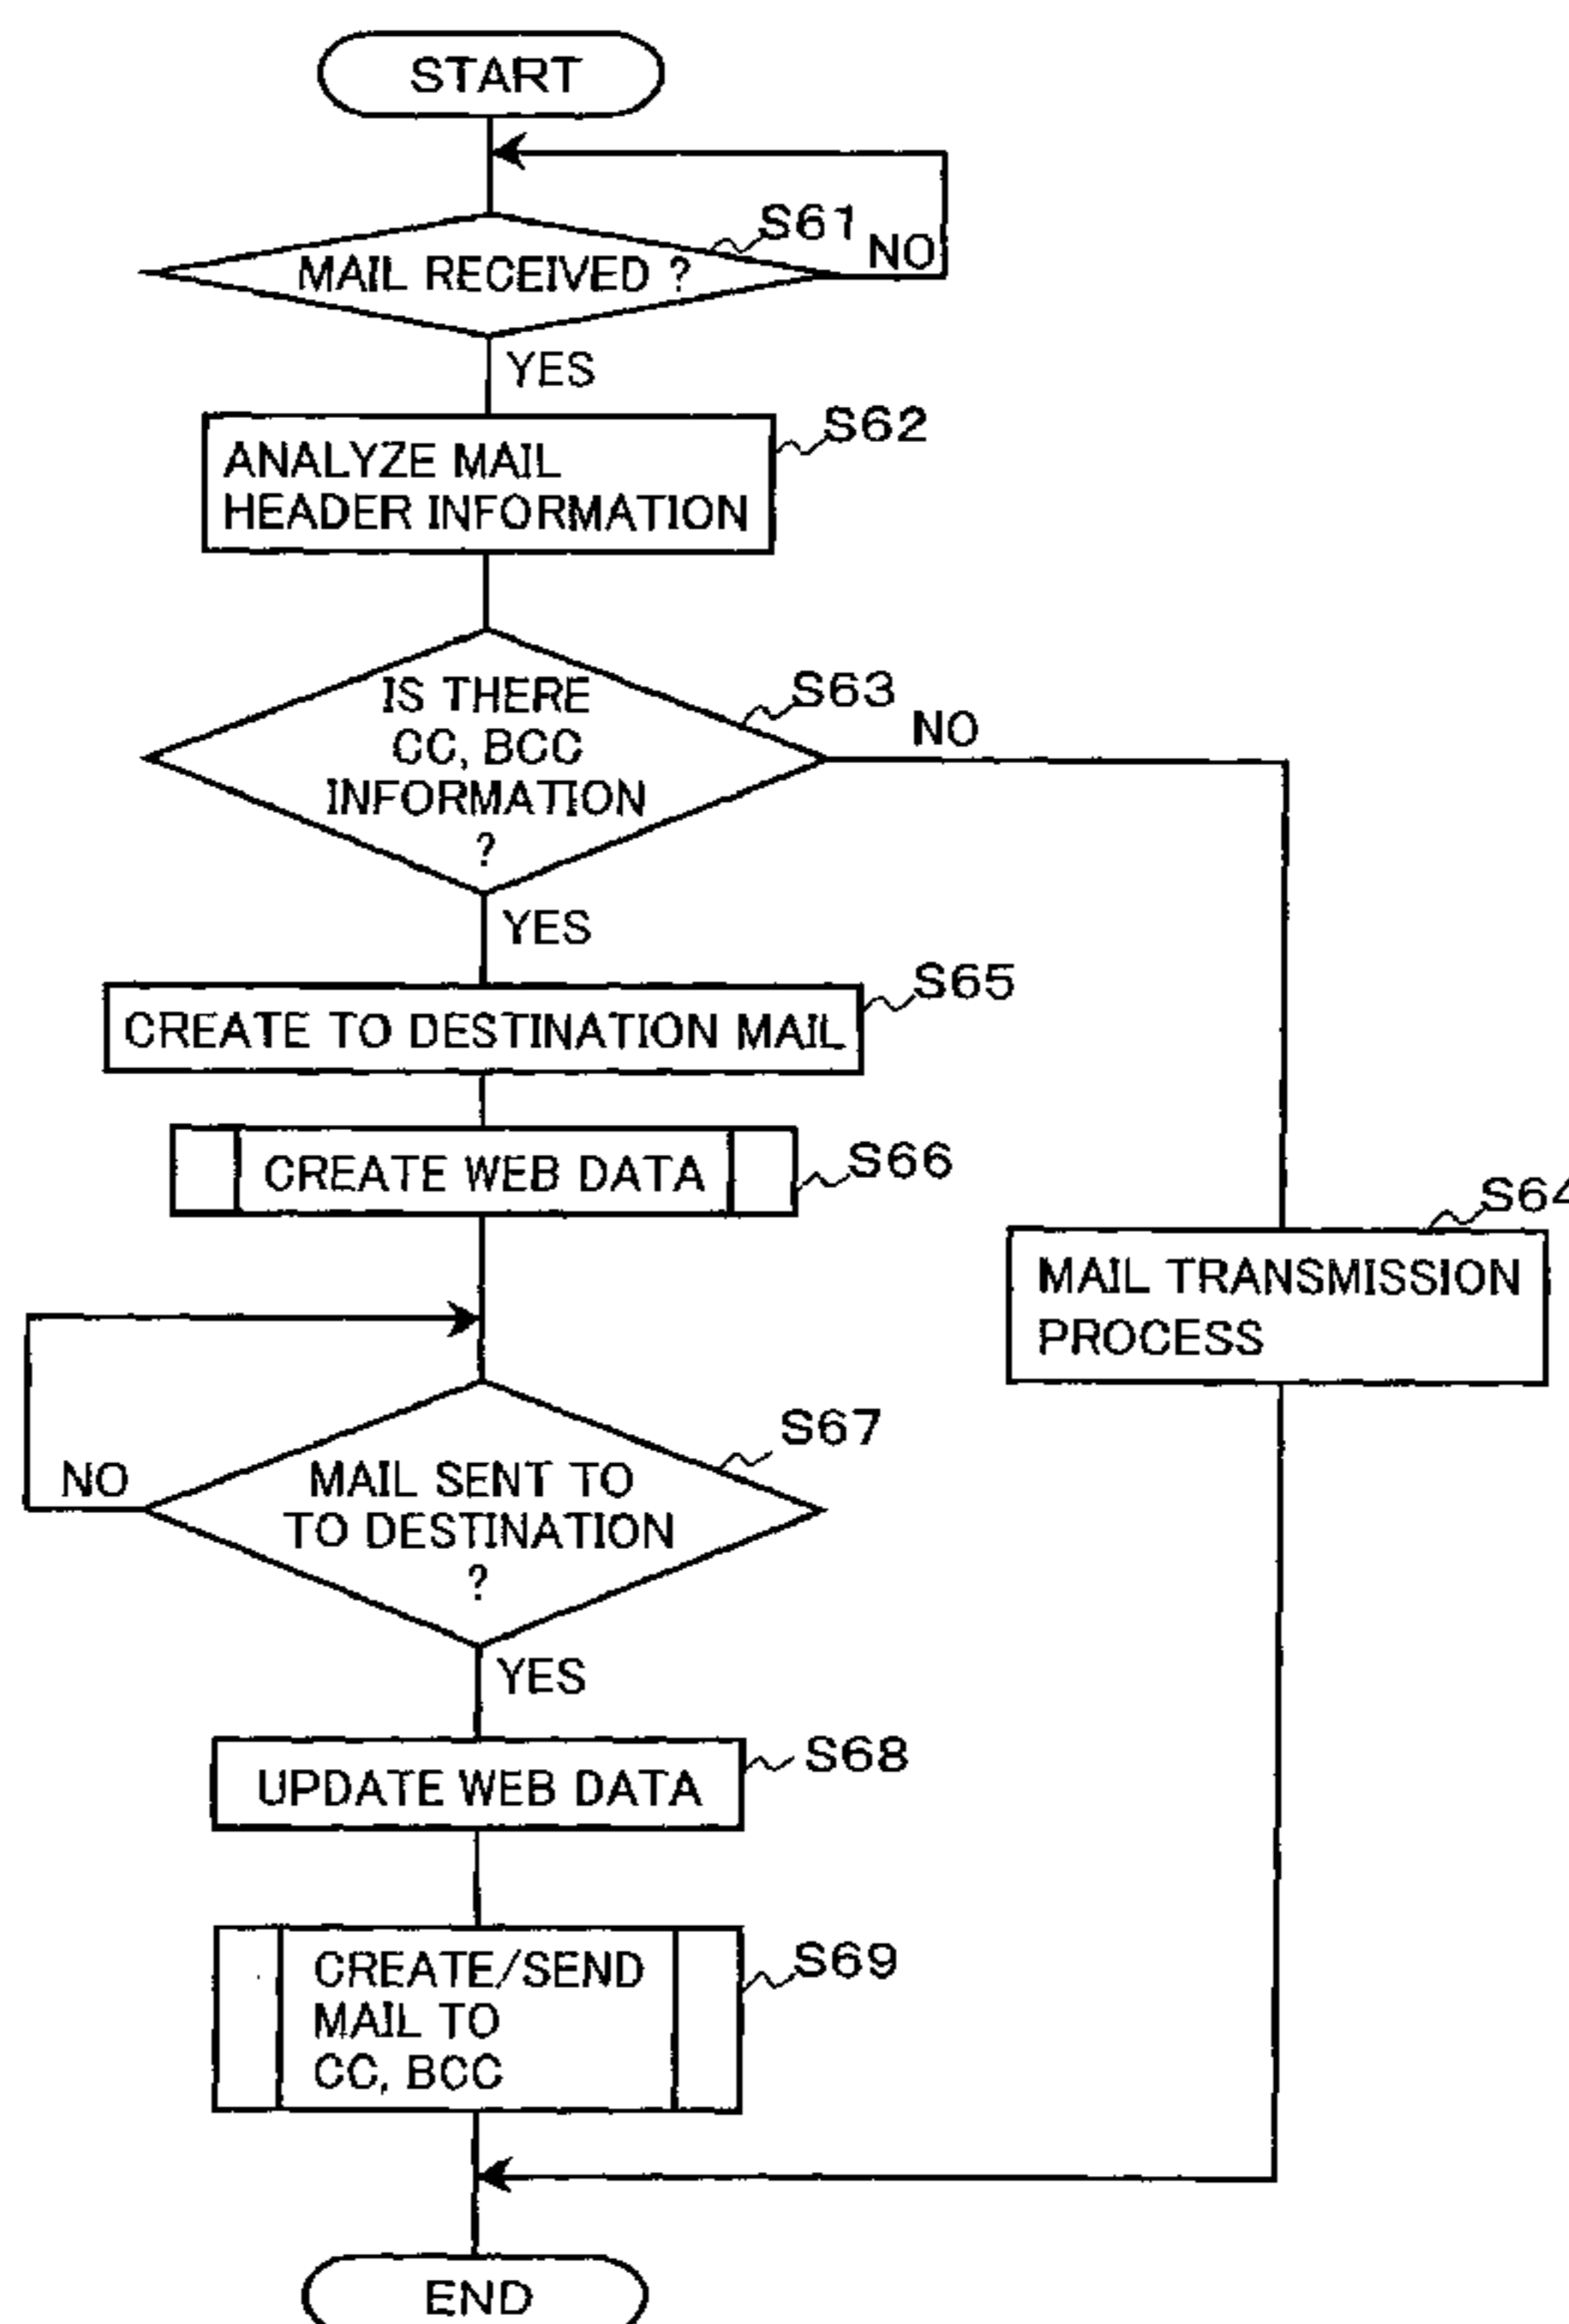 START
S61
NO
MAIL RECEIVED ?
YES
S62
ANALYZE MAIL
HEADER INFORMATION
S63
NO
IS THERE
CC, BCC
INFORMATION
?
YES
S65
CREATE TO DESTINATION MAIL
S66
CREATE WEB DATA
S64
MAIL TRANSMISSION
PROCESS
S67
NO
MAIL SENT TO
TO DESTINATION
?
YES
S68
UPDATE WEB DATA
S69
CREATE/SEND
MAIL TO
CC, BCC
END